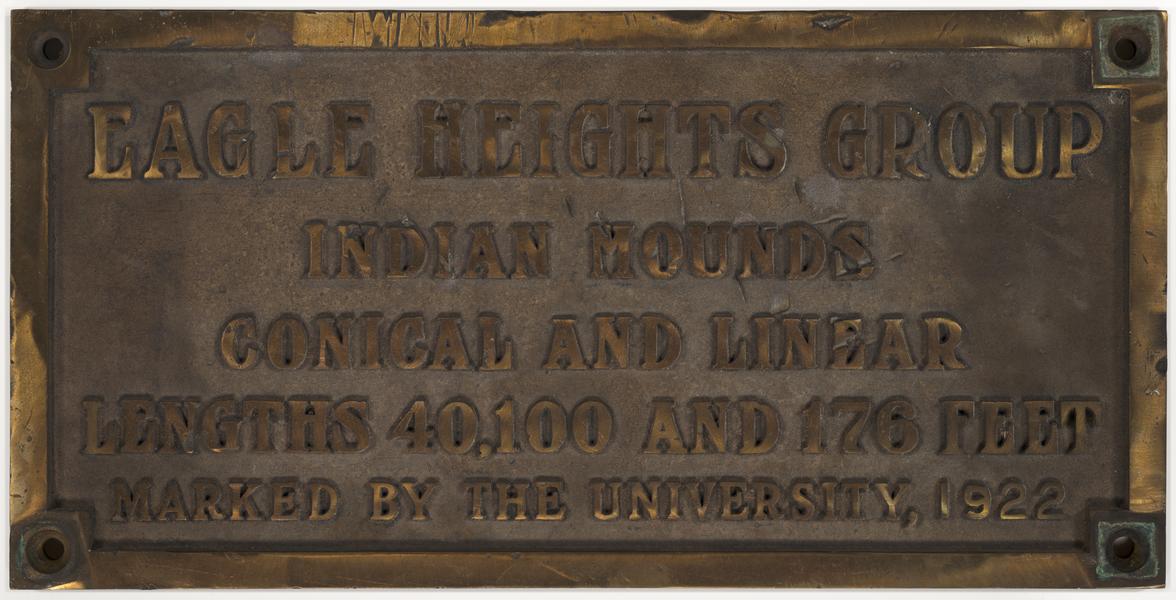 EAGLE HEIGHTS GROUP
INDIAN MOUNDS
CONICAL AND LINEAR
LENGTHS 40,100 AND 176 FEET
MARKED BY THE UNIVERSITY, 1922